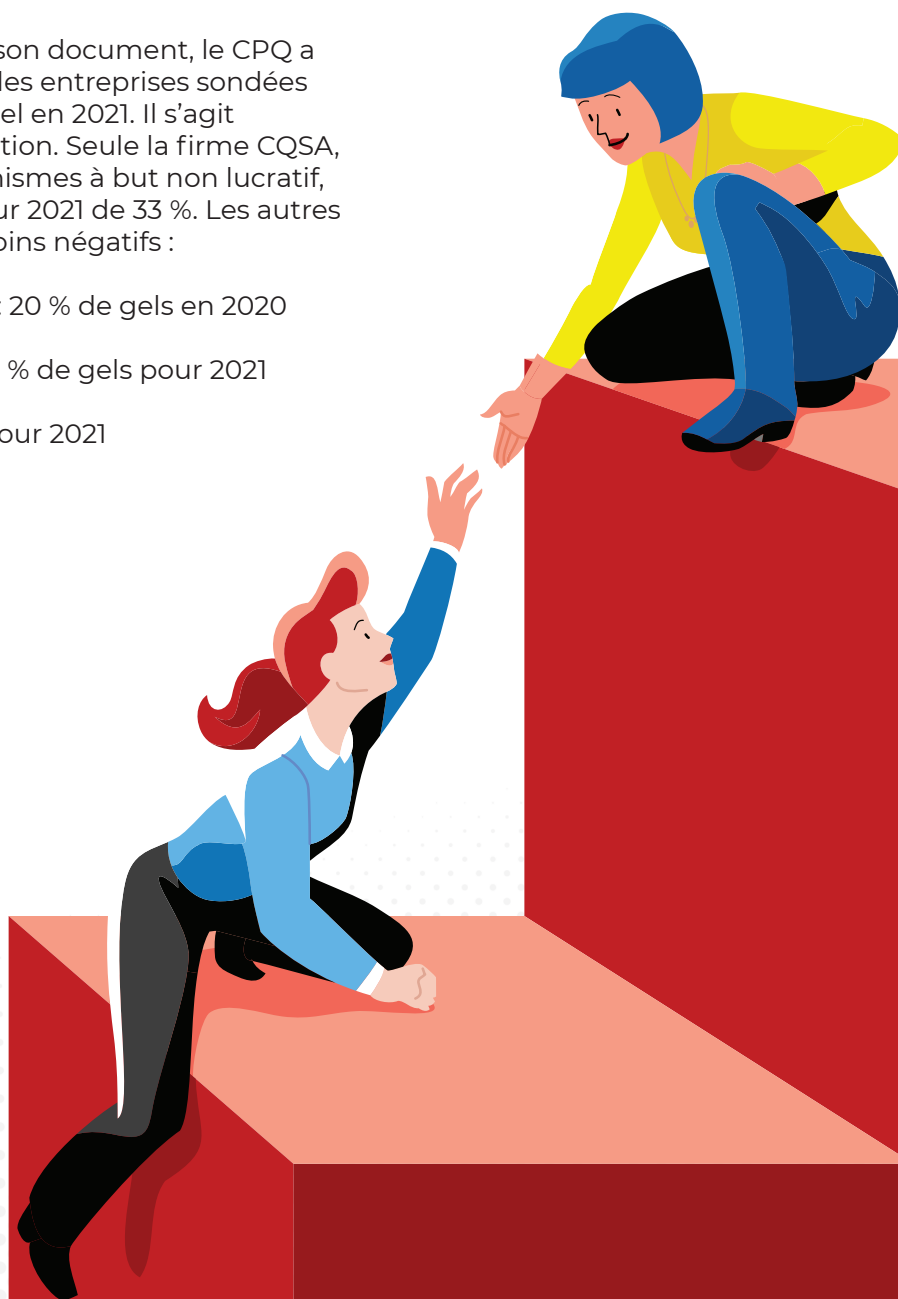 son document, le CPQ a
les entreprises sondées
el en 2021. Il s’agit
tion. Seule la firme CQSA,
nismes à but non lucratif,
ur 2021 de 33 %. Les autres
oins négatifs :
: 20 % de gels en 2020
% de gels pour 2021
our 2021